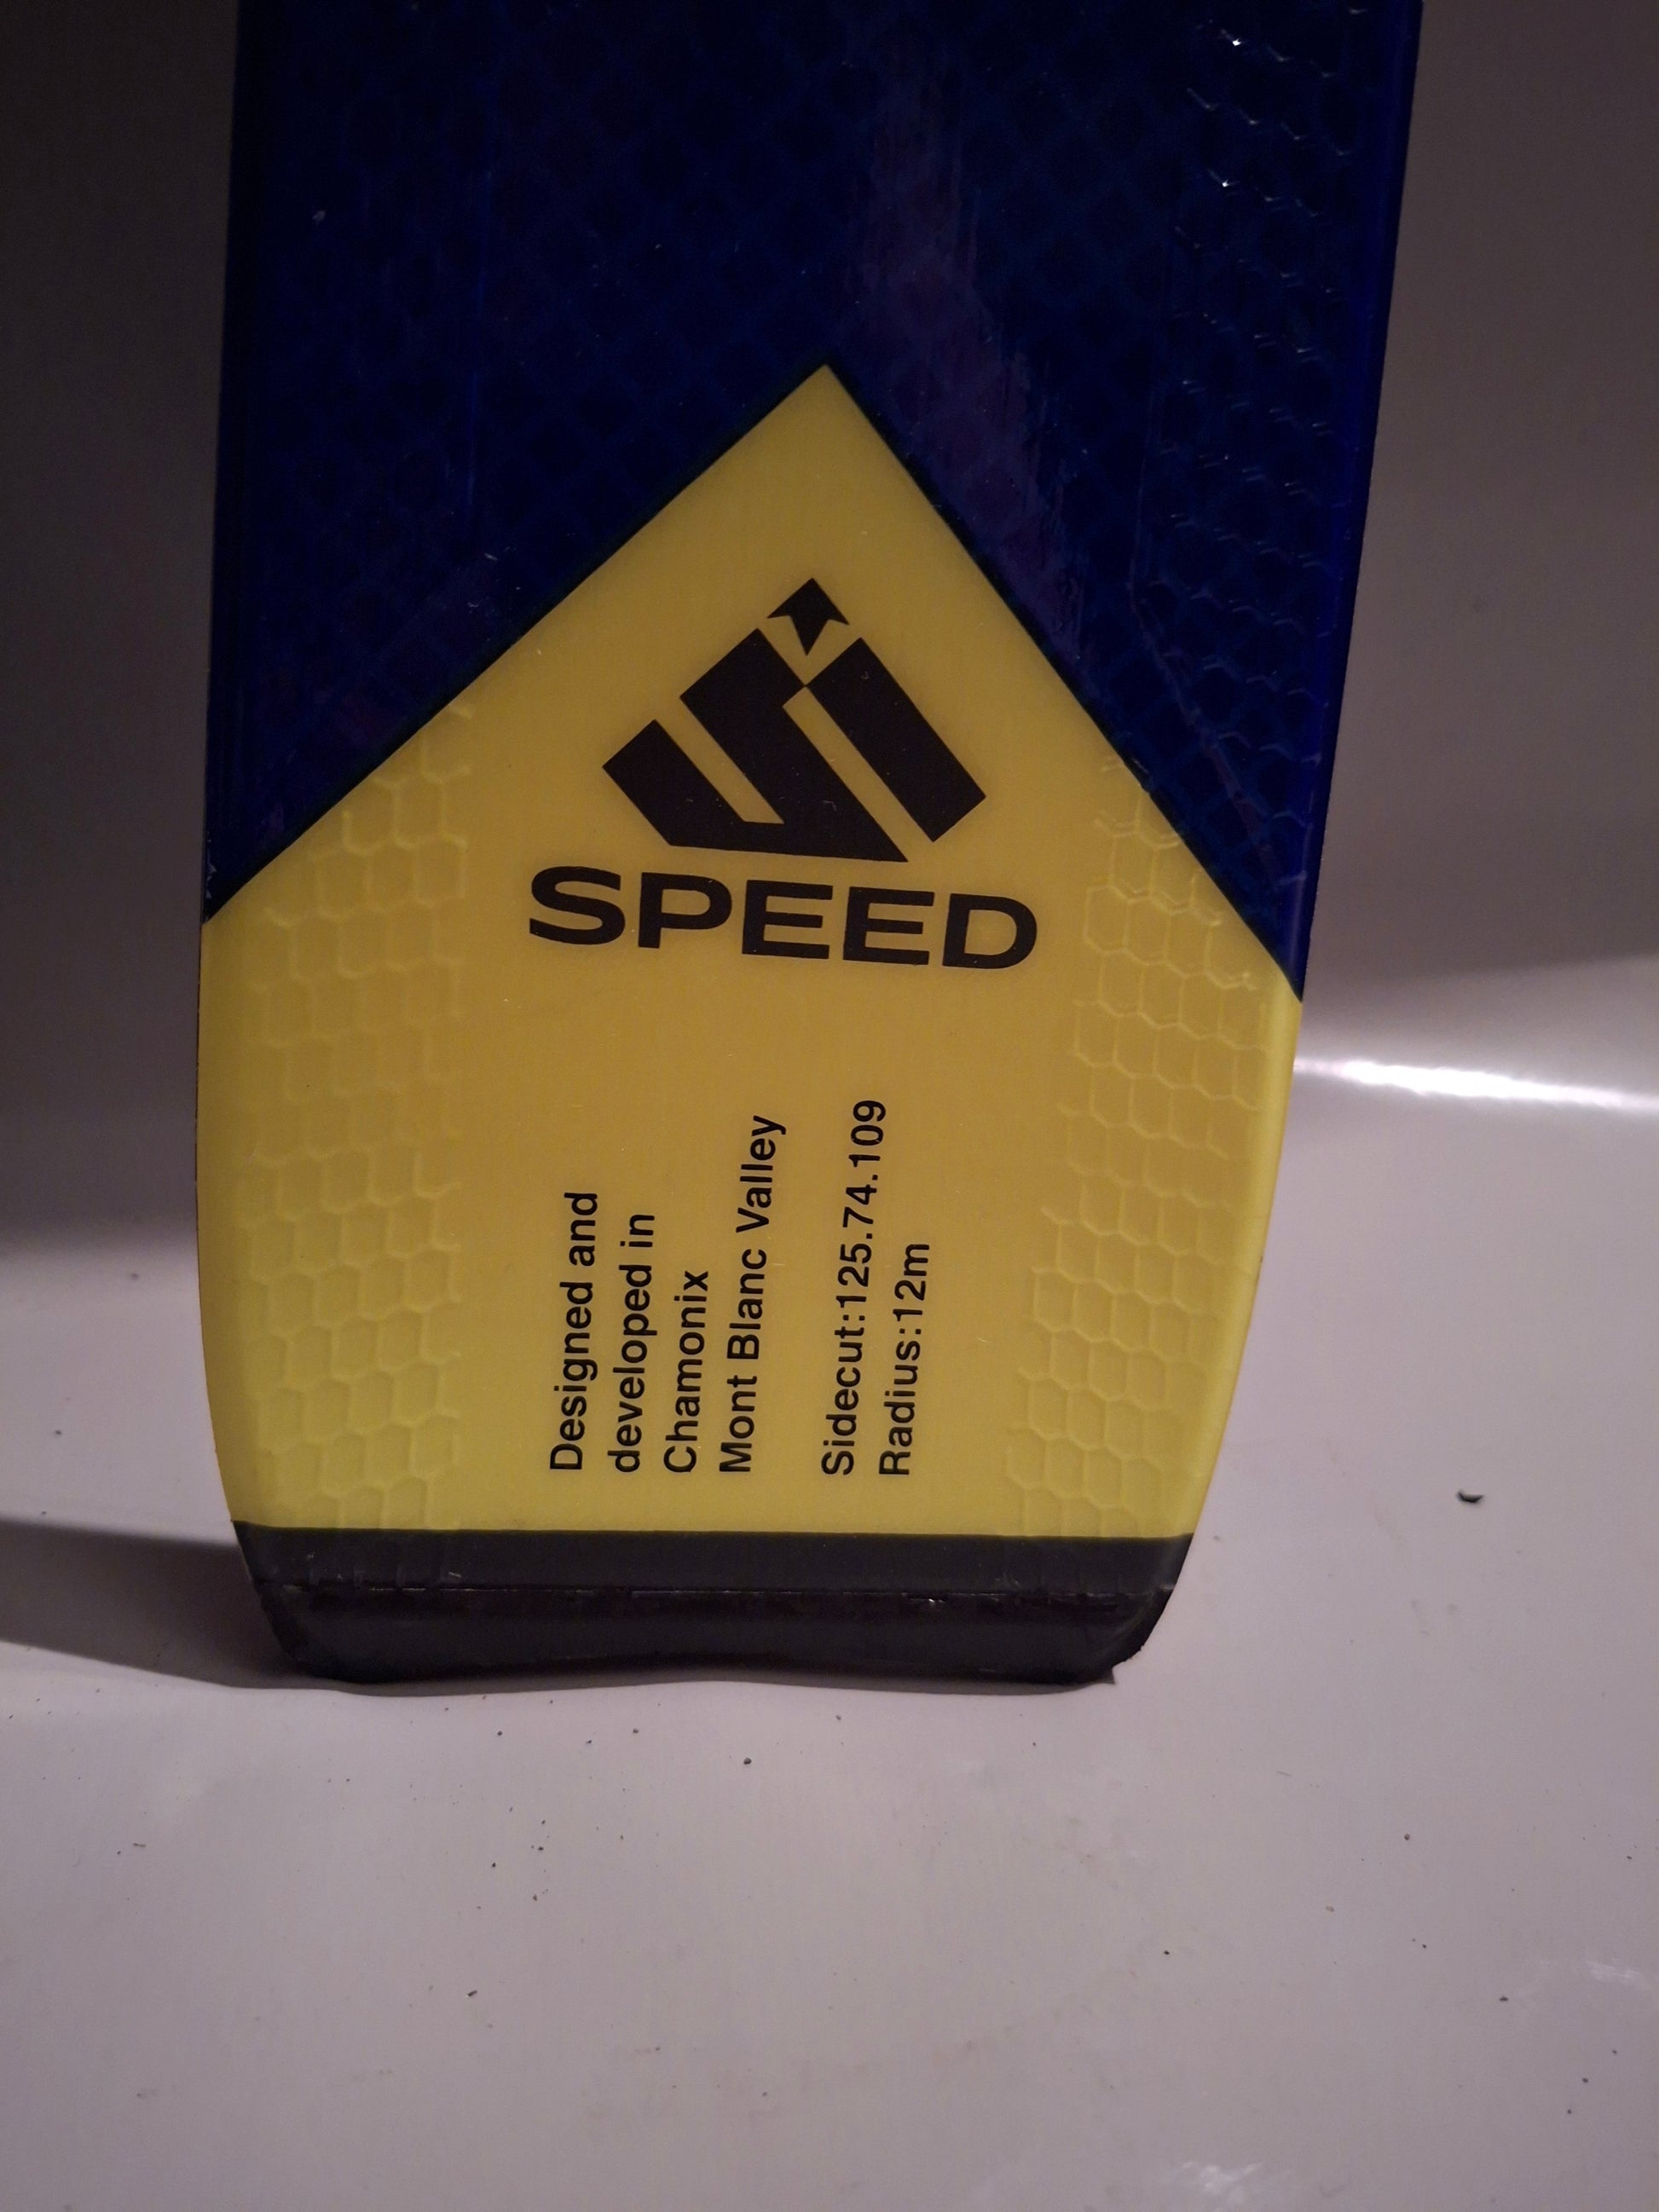 SPEED
Designed and
developed in
Chamonix
Mont Blanc Valley
Sidecut:125.74.109
Radius:12m